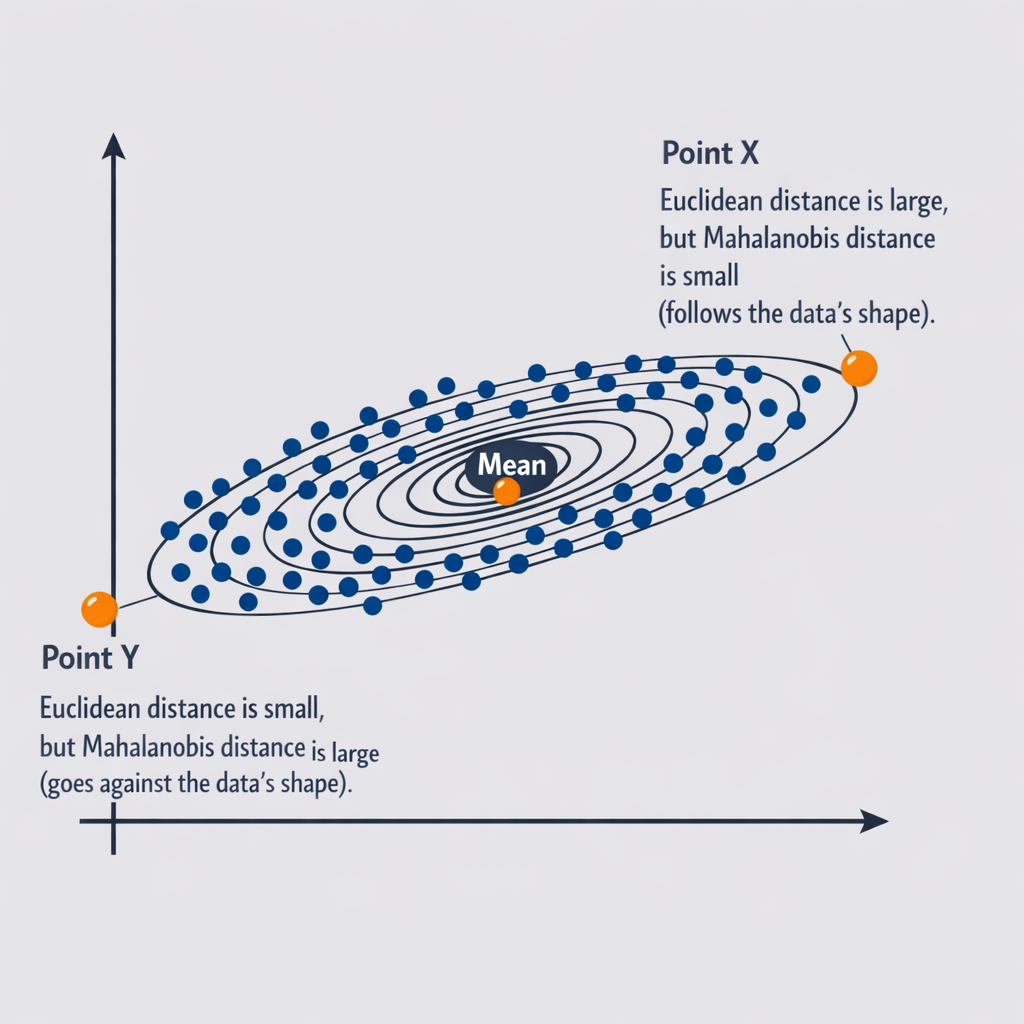 Point X
Euclidean distance is large,
but Mahalanobis distance
is small
(follows the data's shape).
Mean
Point Y
Euclidean distance is small,
but Mahalanobis distance is large
(goes against the data's shape).